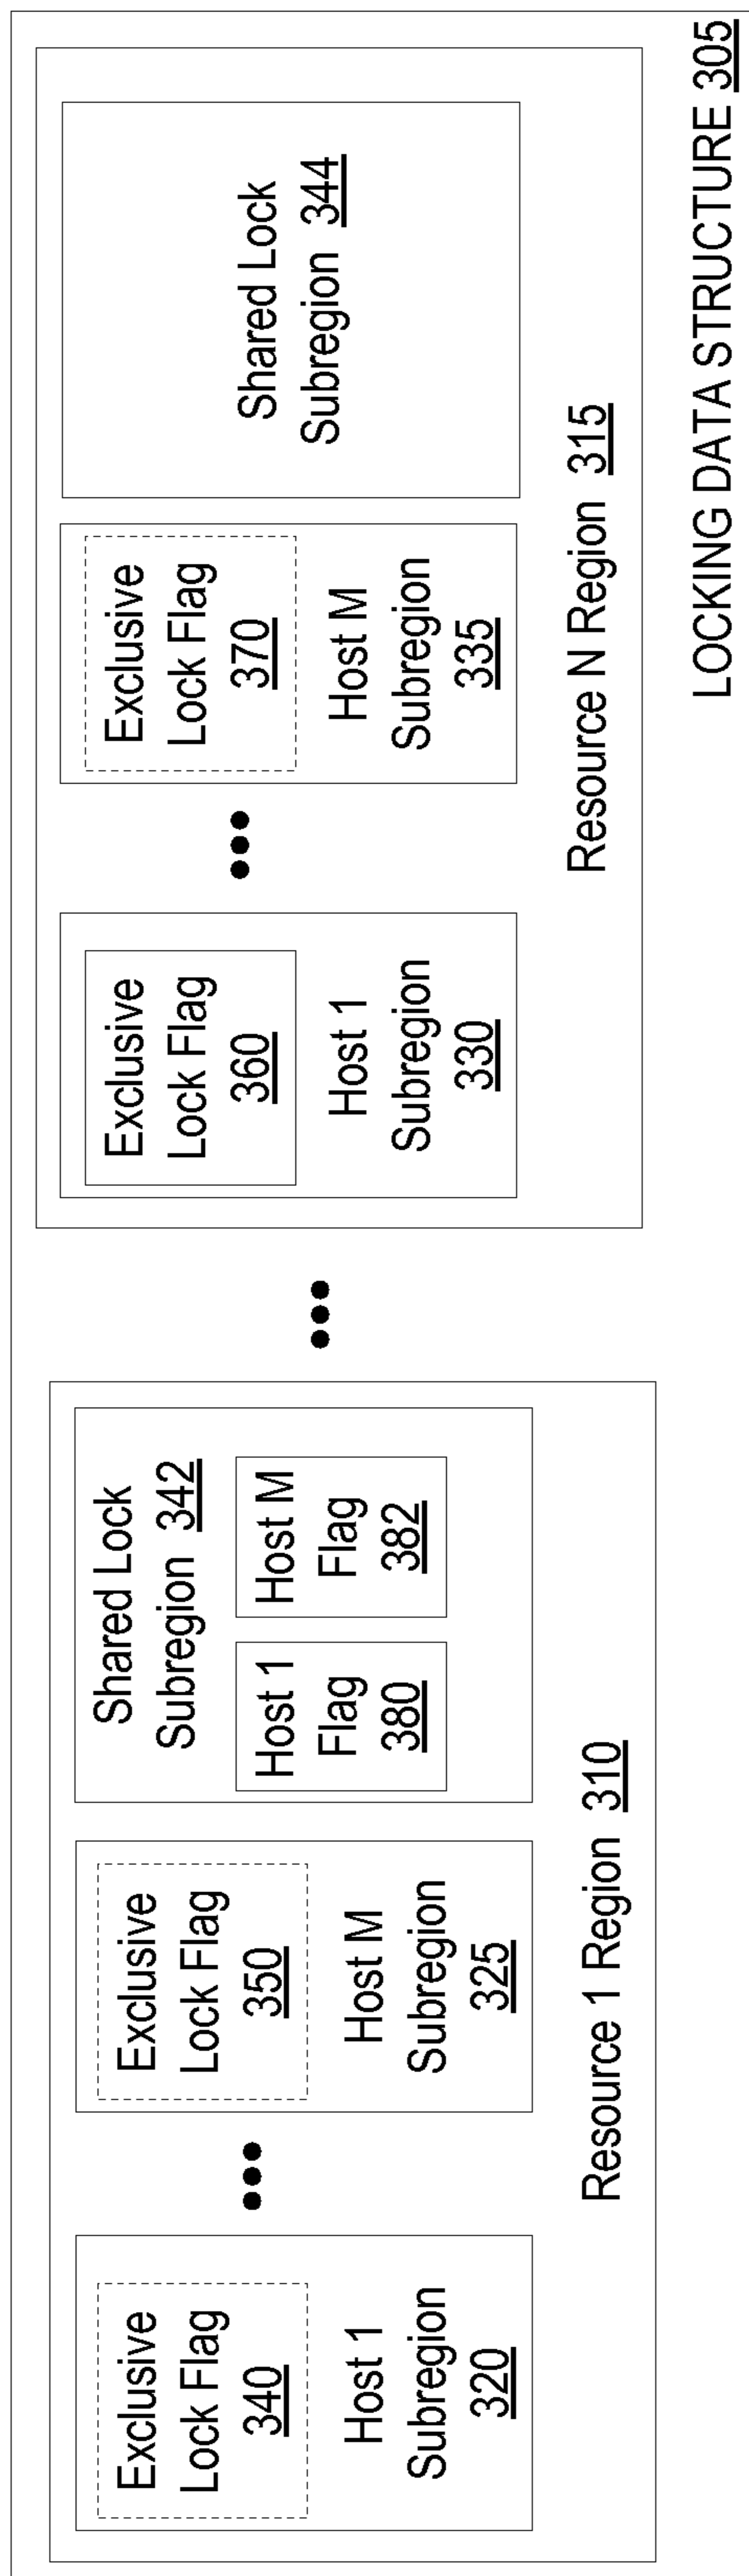 Exclusive
Lock Flag
340
Host 1
Subregion
320
Exclusive
Lock Flag
350
Host M
Subregion
325
Shared Lock
Subregion 342
Host 1
Flag
380
Host M
Flag
382
Resource 1 Region 310
Exclusive
Lock Flag
360
Host 1
Subregion
330
Exclusive
Lock Flag
370
Host M
Subregion
335
Shared Lock
Subregion 344
Resource N Region 315
LOCKING DATA STRUCTURE 305